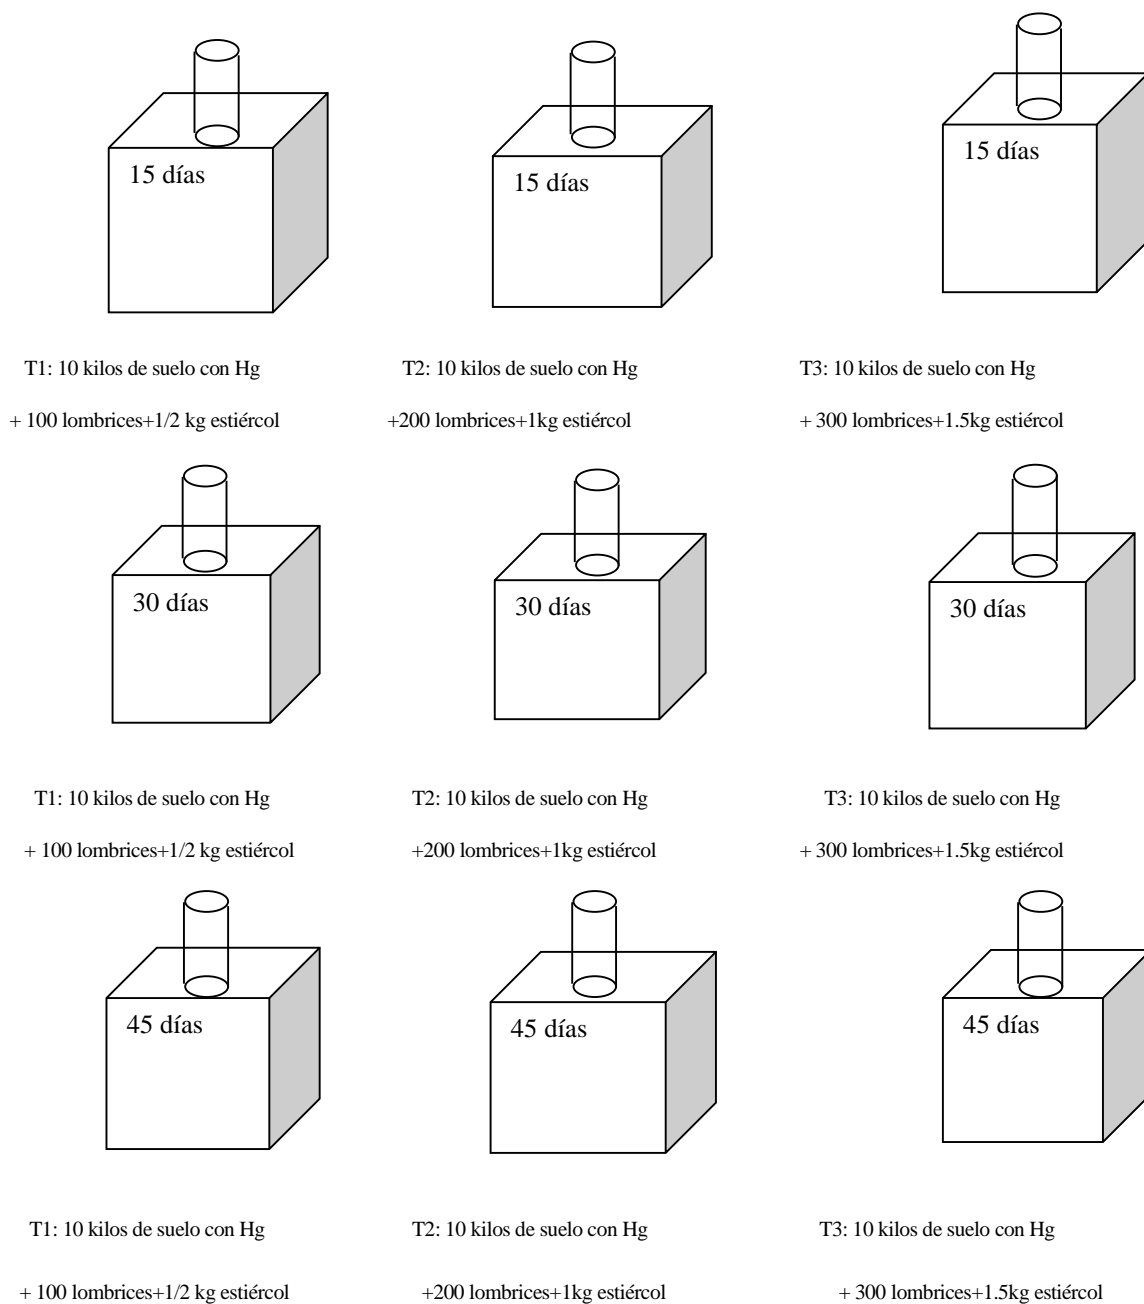 15 días
15 días
15 días
T1: 10 kilos de suelo con Hg
T2: 10 kilos de suelo con Hg
T3: 10 kilos de suelo con Hg
+ 100 lombrices+1/2 kg estiércol
+200 lombrices+1kg estiércol
+ 300 lombrices+1.5kg estiércol
30 días
30 días
30 días
T1: 10 kilos de suelo con Hg
T2: 10 kilos de suelo con Hg
T3: 10 kilos de suelo con Hg
+ 100 lombrices+1/2 kg estiércol
+200 lombrices+1kg estiércol
+ 300 lombrices+1.5kg estiércol
45 días
45 días
45 días
T1: 10 kilos de suelo con Hg
T2: 10 kilos de suelo con Hg
T3: 10 kilos de suelo con Hg
+ 100 lombrices+1/2 kg estiércol
+200 lombrices+1kg estiércol
+ 300 lombrices+1.5kg estiércol